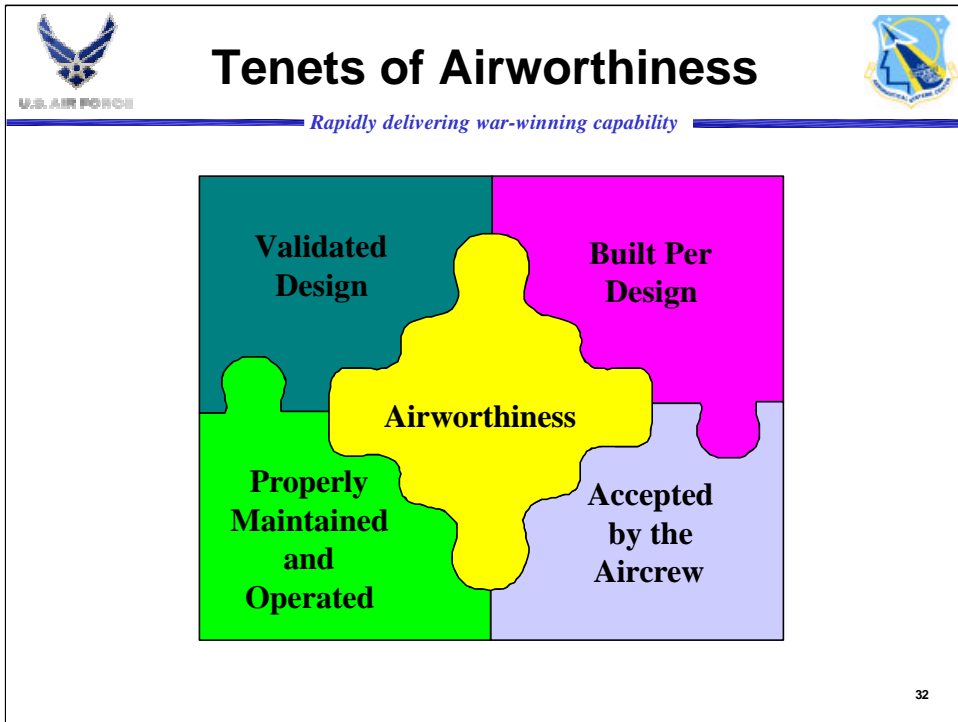 Tenets of Airworthiness
U.S. AIR FORCE
Rapidly delivering war-winning capability
Validated
Design
Built Per
Design
Airworthiness
Properly
Maintained
and
Operated
Accepted
by the
Aircrew
32